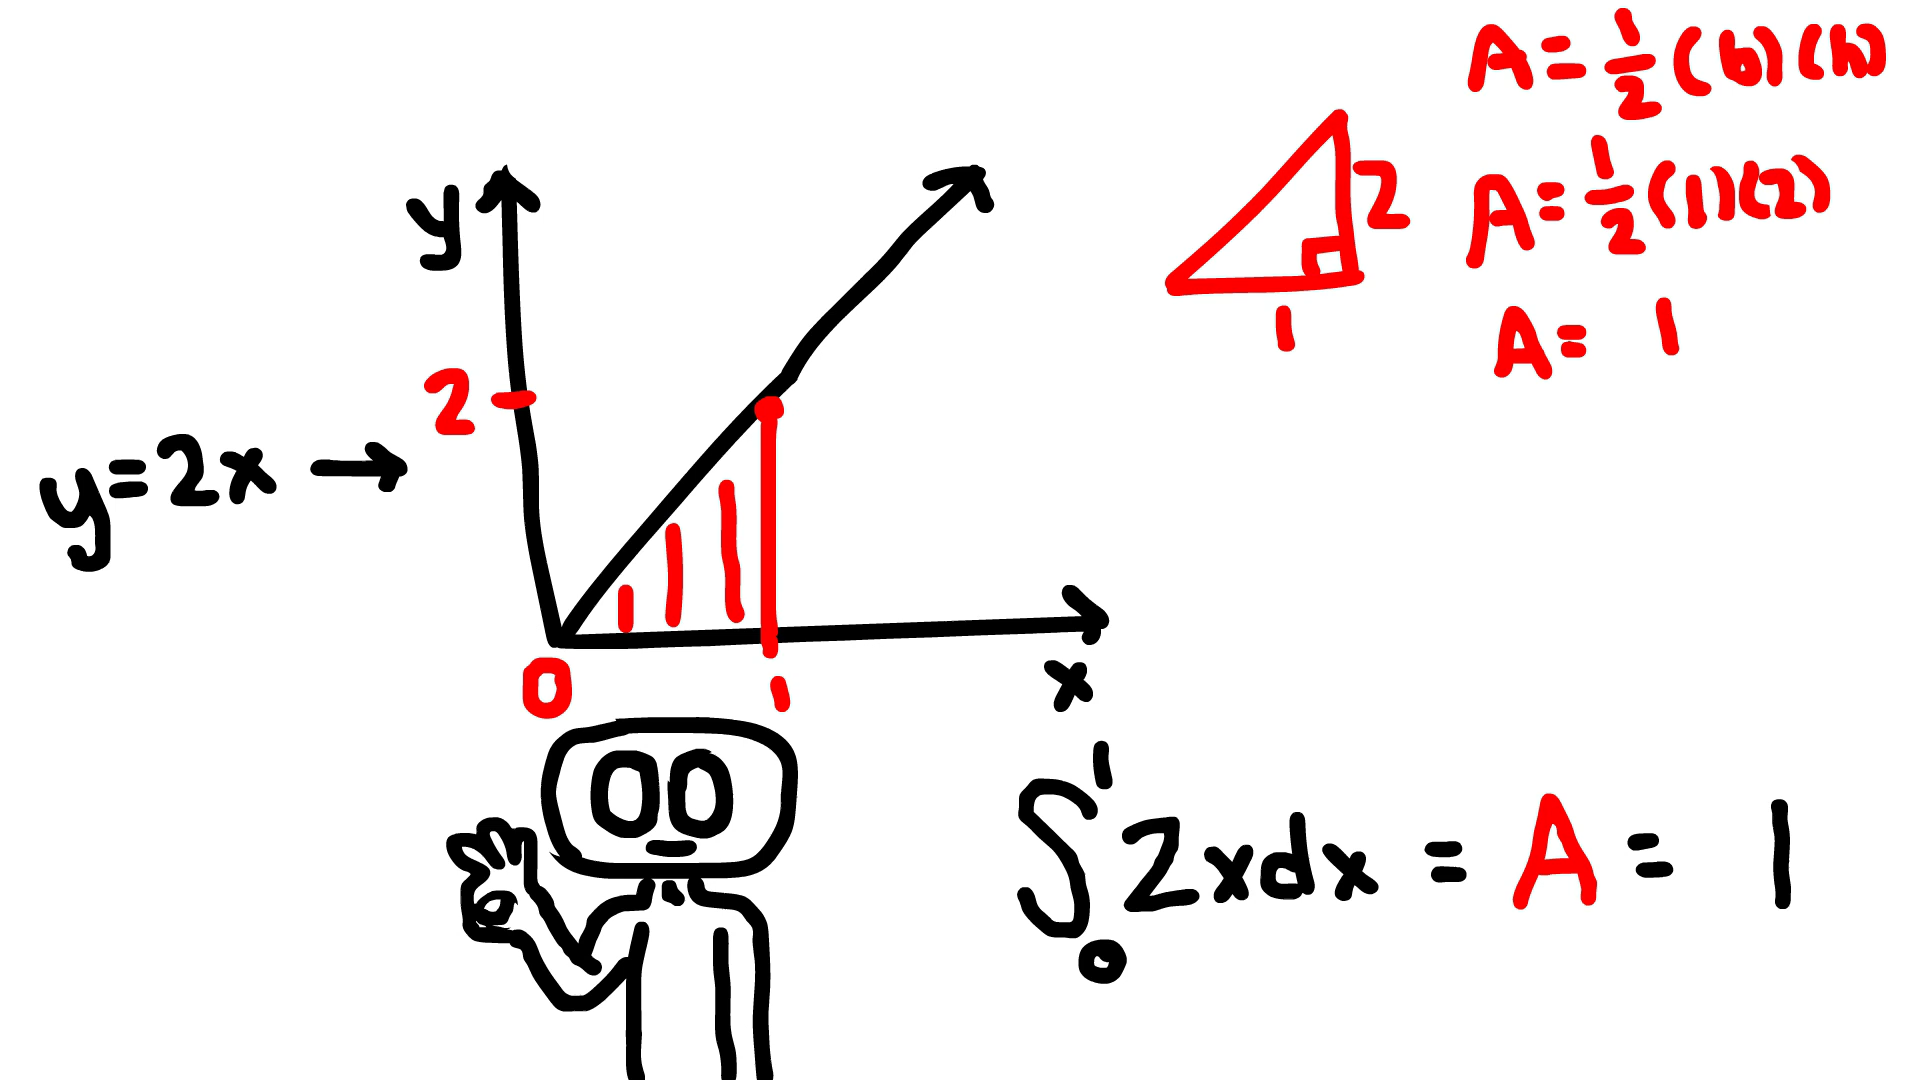 A = 1/2 (b)(h)
A = 1/2 (1)(2)
A = 1
2
1
y
2
y=2x →
0
1
x
∫₀¹ 2xdx = A = 1